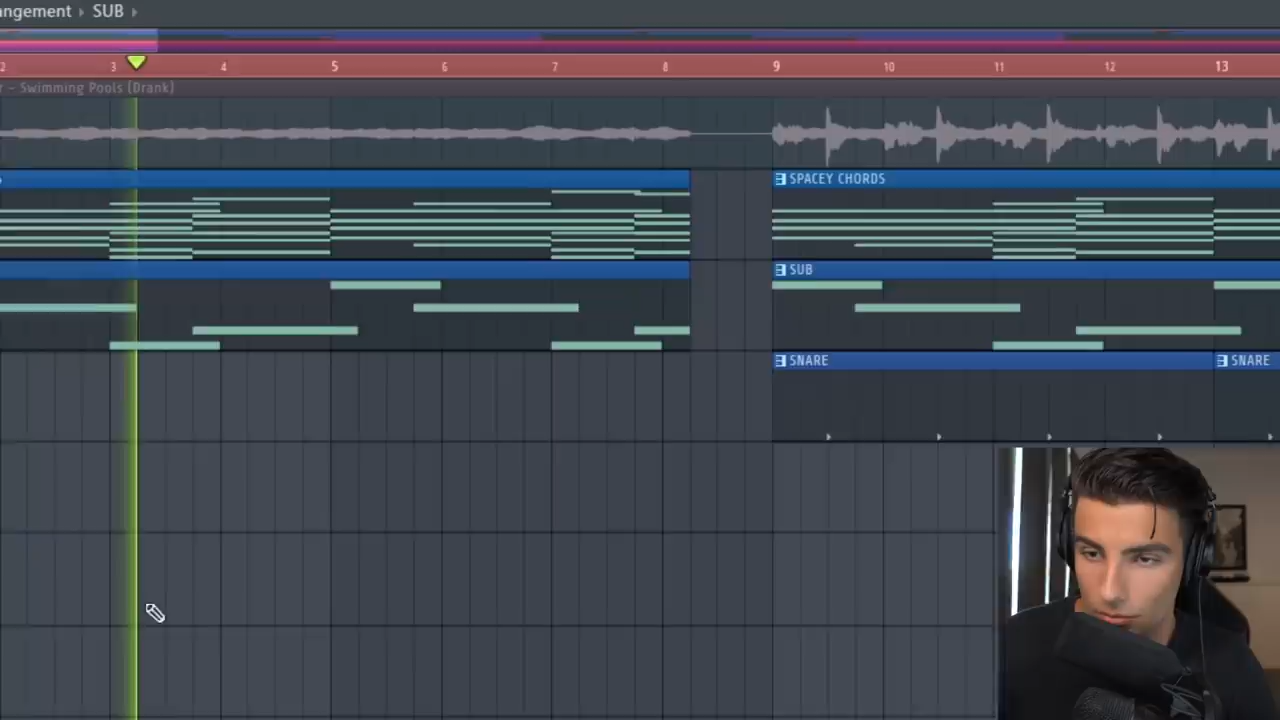 ngement SUB
2 3 4 5 6 7 8 9 10 11 12 13
r - Swimming Pools (Drank)
SPACEY CHORDS
SUB
SNARE SNARE